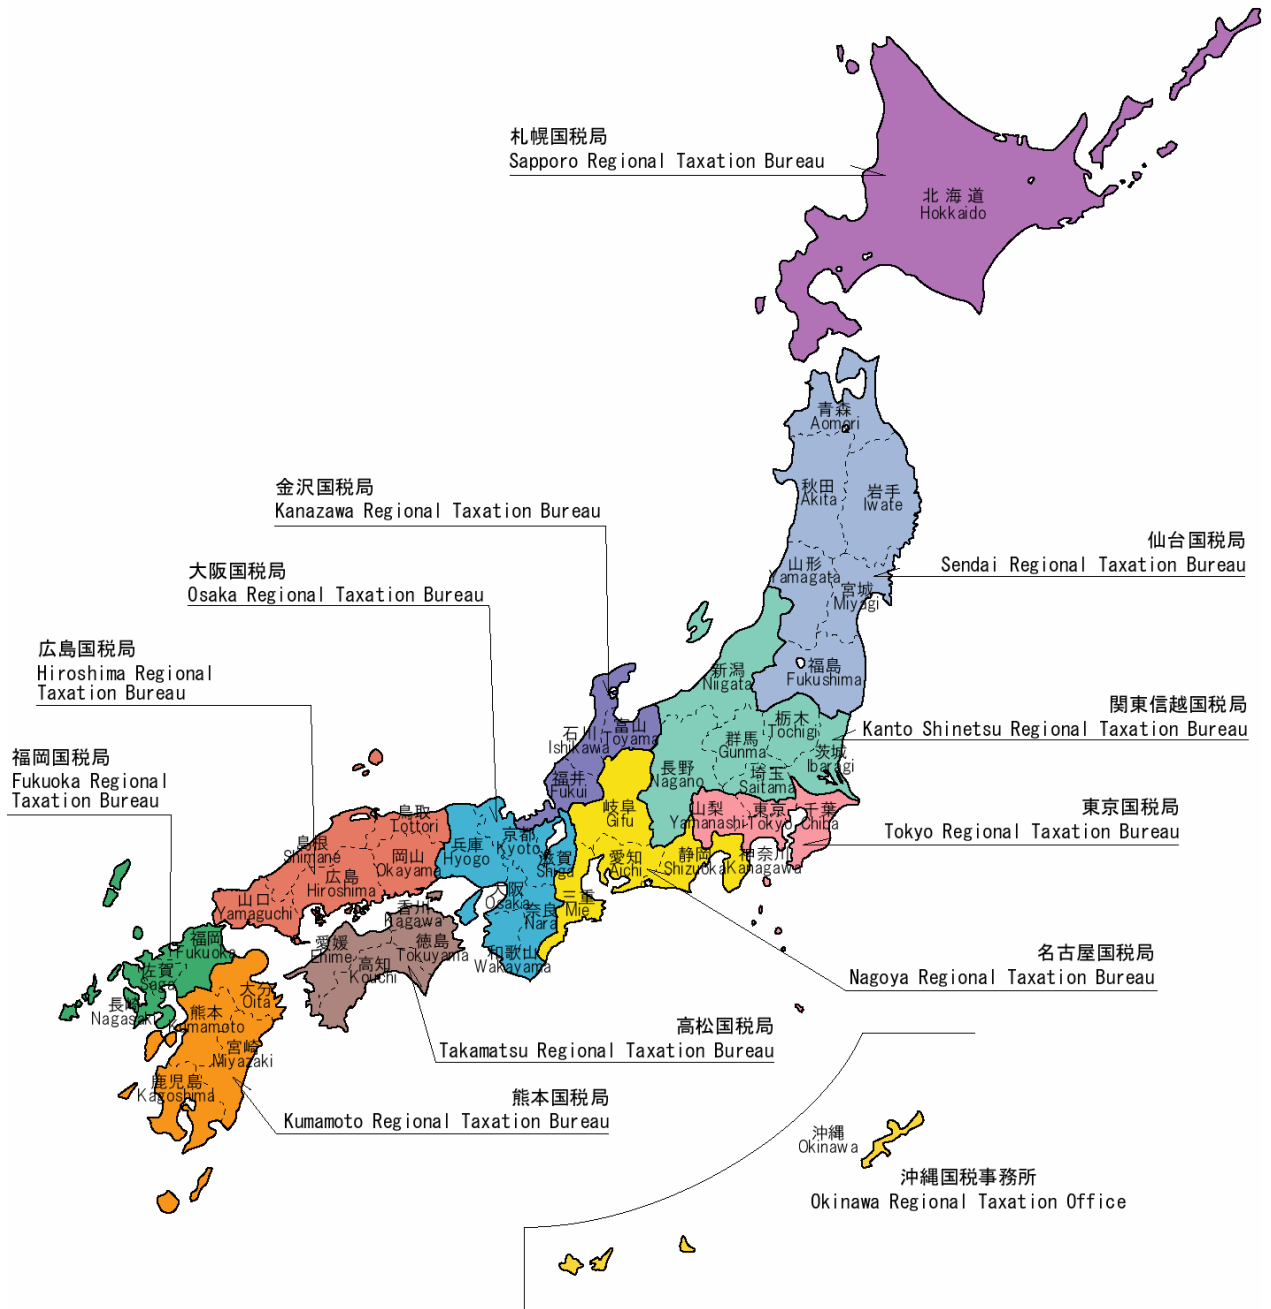 札幌国税局
Sapporo Regional Taxation Bureau
北海道
Hokkaido
青森
Aomori
秋田
Akita
岩手
Iwate
金沢国税局
Kanazawa Regional Taxation Bureau
仙台国税局
Sendai Regional Taxation Bureau
山形
Yamagata
宮城
Miyagi
大阪国税局
Osaka Regional Taxation Bureau
広島国税局
Hiroshima Regional
Taxation Bureau
新潟
Niigata
福島
Fukushima
関東信越国税局
Kanto Shinetsu Regional Taxation Bureau
石川
Ishikawa
富山
Toyama
群馬
Gunma
栃木
Tochigi
茨城
Ibaragi
福岡国税局
Fukuoka Regional
Taxation Bureau
福井
Fukui
長野
Nagano
埼玉
Saitama
東京国税局
Tokyo Regional Taxation Bureau
鳥取
Tottori
岐阜
Gifu
山梨
Yamanashi
東京
Tokyo
千葉
Chiba
島根
Shimane
岡山
Okayama
兵庫
Hyogo
京都
Kyoto
滋賀
Shiga
愛知
Aichi
静岡
Shizuoka
神奈川
Kanagawa
広島
Hiroshima
山口
Yamaguchi
大阪
Osaka
奈良
Nara
三重
Mie
香川
Kagawa
愛媛
Ehime
徳島
Tokuyama
高知
Kouchi
和歌山
Wakayama
名古屋国税局
Nagoya Regional Taxation Bureau
福岡
Fukuoka
佐賀
Saga
長崎
Nagasaki
大分
Oita
熊本
Kumamoto
宮崎
Miyazaki
鹿児島
Kagoshima
高松国税局
Takamatsu Regional Taxation Bureau
熊本国税局
Kumamoto Regional Taxation Bureau
沖縄
Okinawa
沖縄国税事務所
Okinawa Regional Taxation Office